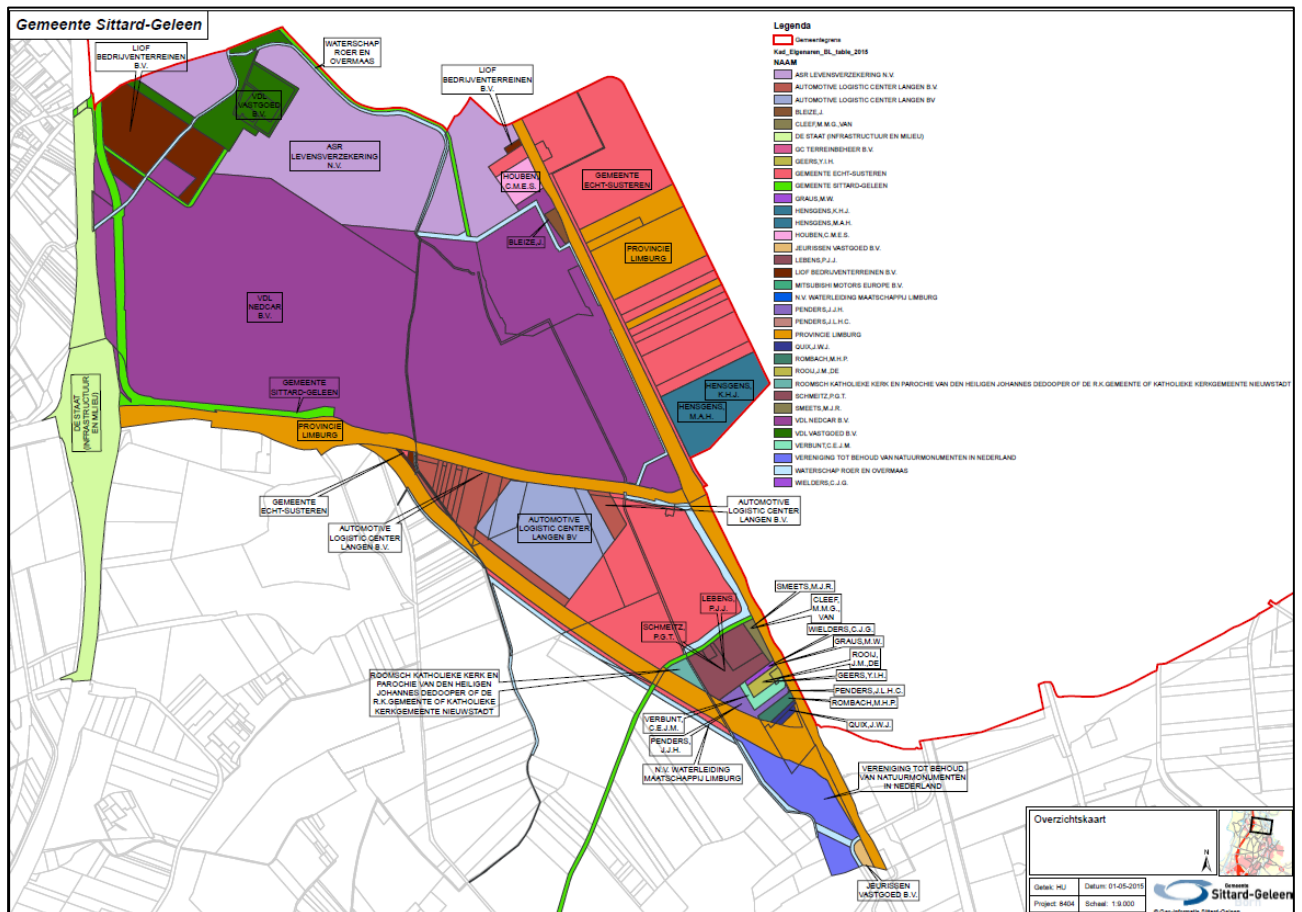 Gemeente Sittard-Geleen
LIOF
BEDRIJVENTERREINEN
B.V.
WATERSCHAP
ROER EN
OVERMAAS
VDL
VASTGOED
B.V.
LIOF
BEDRIJVENTERREINEN
B.V.
ASR
LEVENSVERZEKERING
N.V.
HOUBEN,
C.M.E.S.
GEMEENTE
ECHT-SUSTEREN
BLEIZE,J.
PROVINCIE
LIMBURG
VDL
NEDCAR
B.V.
GEMEENTE
SITTARD-GELEEN
DE STAAT
(INFRASTRUCTUUR
EN MILIEU)
PROVINCIE
LIMBURG
HENSGENS,
K.H.J.
HENSGENS,
M.A.H.
GEMEENTE
ECHT-SUSTEREN
AUTOMOTIVE
LOGISTIC CENTER
LANGEN B.V.
AUTOMOTIVE
LOGISTIC CENTER
LANGEN BV
AUTOMOTIVE
LOGISTIC CENTER
LANGEN B.V.
SMEETS,M.J.R.
LEBENS,
P.J.J.
CLEEF,
M.M.G.,
VAN
SCHMEITZ,
P.G.T.
WIELDERS,C.J.G.
GRAUS,M.W.
ROOIJ,
J.M.,DE
GEERS,Y.I.H.
PENDERS,J.L.H.C.
ROMBACH,M.H.P.
QUIX,J.W.J.
ROOMSCH KATHOLIEKE KERK EN
PAROCHIE VAN DEN HEILIGEN
JOHANNES DEDOOPER OF DE
R.K.GEMEENTE OF KATHOLIEKE
KERKGEMEENTE NIEUWSTADT
VERBUNT,
C.E.J.M.
PENDERS,
J.J.H.
N.V. WATERLEIDING
MAATSCHAPPIJ LIMBURG
VERENIGING TOT BEHOUD
VAN NATUURMONUMENTEN
IN NEDERLAND
JEURISSEN
VASTGOED B.V.
Legenda
Gemeentegrens
Kad_Eigenaren_BL_table_2015
NAAM
ASR LEVENSVERZEKERING N.V.
AUTOMOTIVE LOGISTIC CENTER LANGEN B.V.
AUTOMOTIVE LOGISTIC CENTER LANGEN BV
BLEIZE,J.
CLEEF,M.M.G.,VAN
DE STAAT (INFRASTRUCTUUR EN MILIEU)
GC TERREINBEHEER B.V.
GEERS,Y.I.H.
GEMEENTE ECHT-SUSTEREN
GEMEENTE SITTARD-GELEEN
GRAUS,M.W.
HENSGENS,K.H.J.
HENSGENS,M.A.H.
HOUBEN,C.M.E.S.
JEURISSEN VASTGOED B.V.
LEBENS,P.J.J.
LIOF BEDRIJVENTERREINEN B.V.
MITSUBISHI MOTORS EUROPE B.V.
N.V. WATERLEIDING MAATSCHAPPIJ LIMBURG
PENDERS,J.J.H.
PENDERS,J.L.H.C.
PROVINCIE LIMBURG
QUIX,J.W.J.
ROMBACH,M.H.P.
ROOIJ,J.M.,DE
ROOMSCH KATHOLIEKE KERK EN PAROCHIE VAN DEN HEILIGEN JOHANNES DEDOOPER OF DE R.K.GEMEENTE OF KATHOLIEKE KERKGEMEENTE NIEUWSTADT
SCHMEITZ,P.G.T.
SMEETS,M.J.R.
VDL NEDCAR B.V.
VDL VASTGOED B.V.
VERBUNT,C.E.J.M.
VERENIGING TOT BEHOUD VAN NATUURMONUMENTEN IN NEDERLAND
WATERSCHAP ROER EN OVERMAAS
WIELDERS,C.J.G.
Overzichtskaart
N
Getek: HU
Datum: 01-05-2015
Project: 6404
Schaal: 1:9.000
Gemeente
Sittard-Geleen
© Geo-informatie Sittard-Geleen